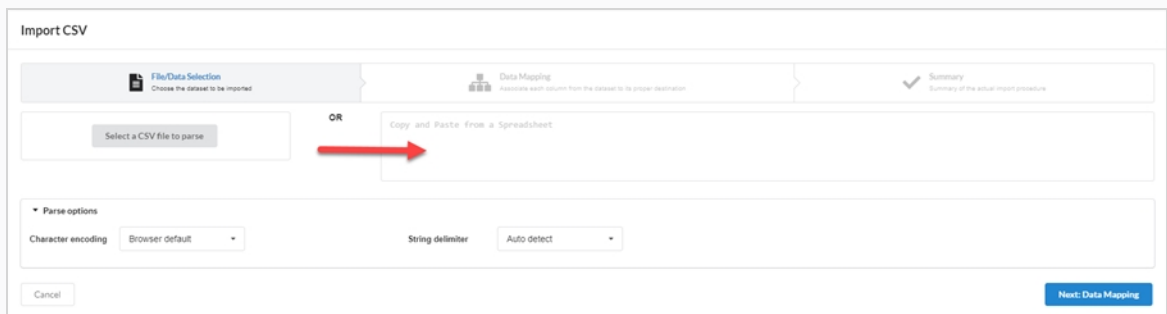 Import CSV
File/Data Selection
Choose the dataset to be imported
Data Mapping
Associate each column from the dataset to its proper destination
Summary
Summary of the actual import procedure
Select a CSV file to parse
OR
Copy and Paste from a Spreadsheet
Parse options
Character encoding
Browser default
String delimiter
Auto detect
Cancel
Next: Data Mapping